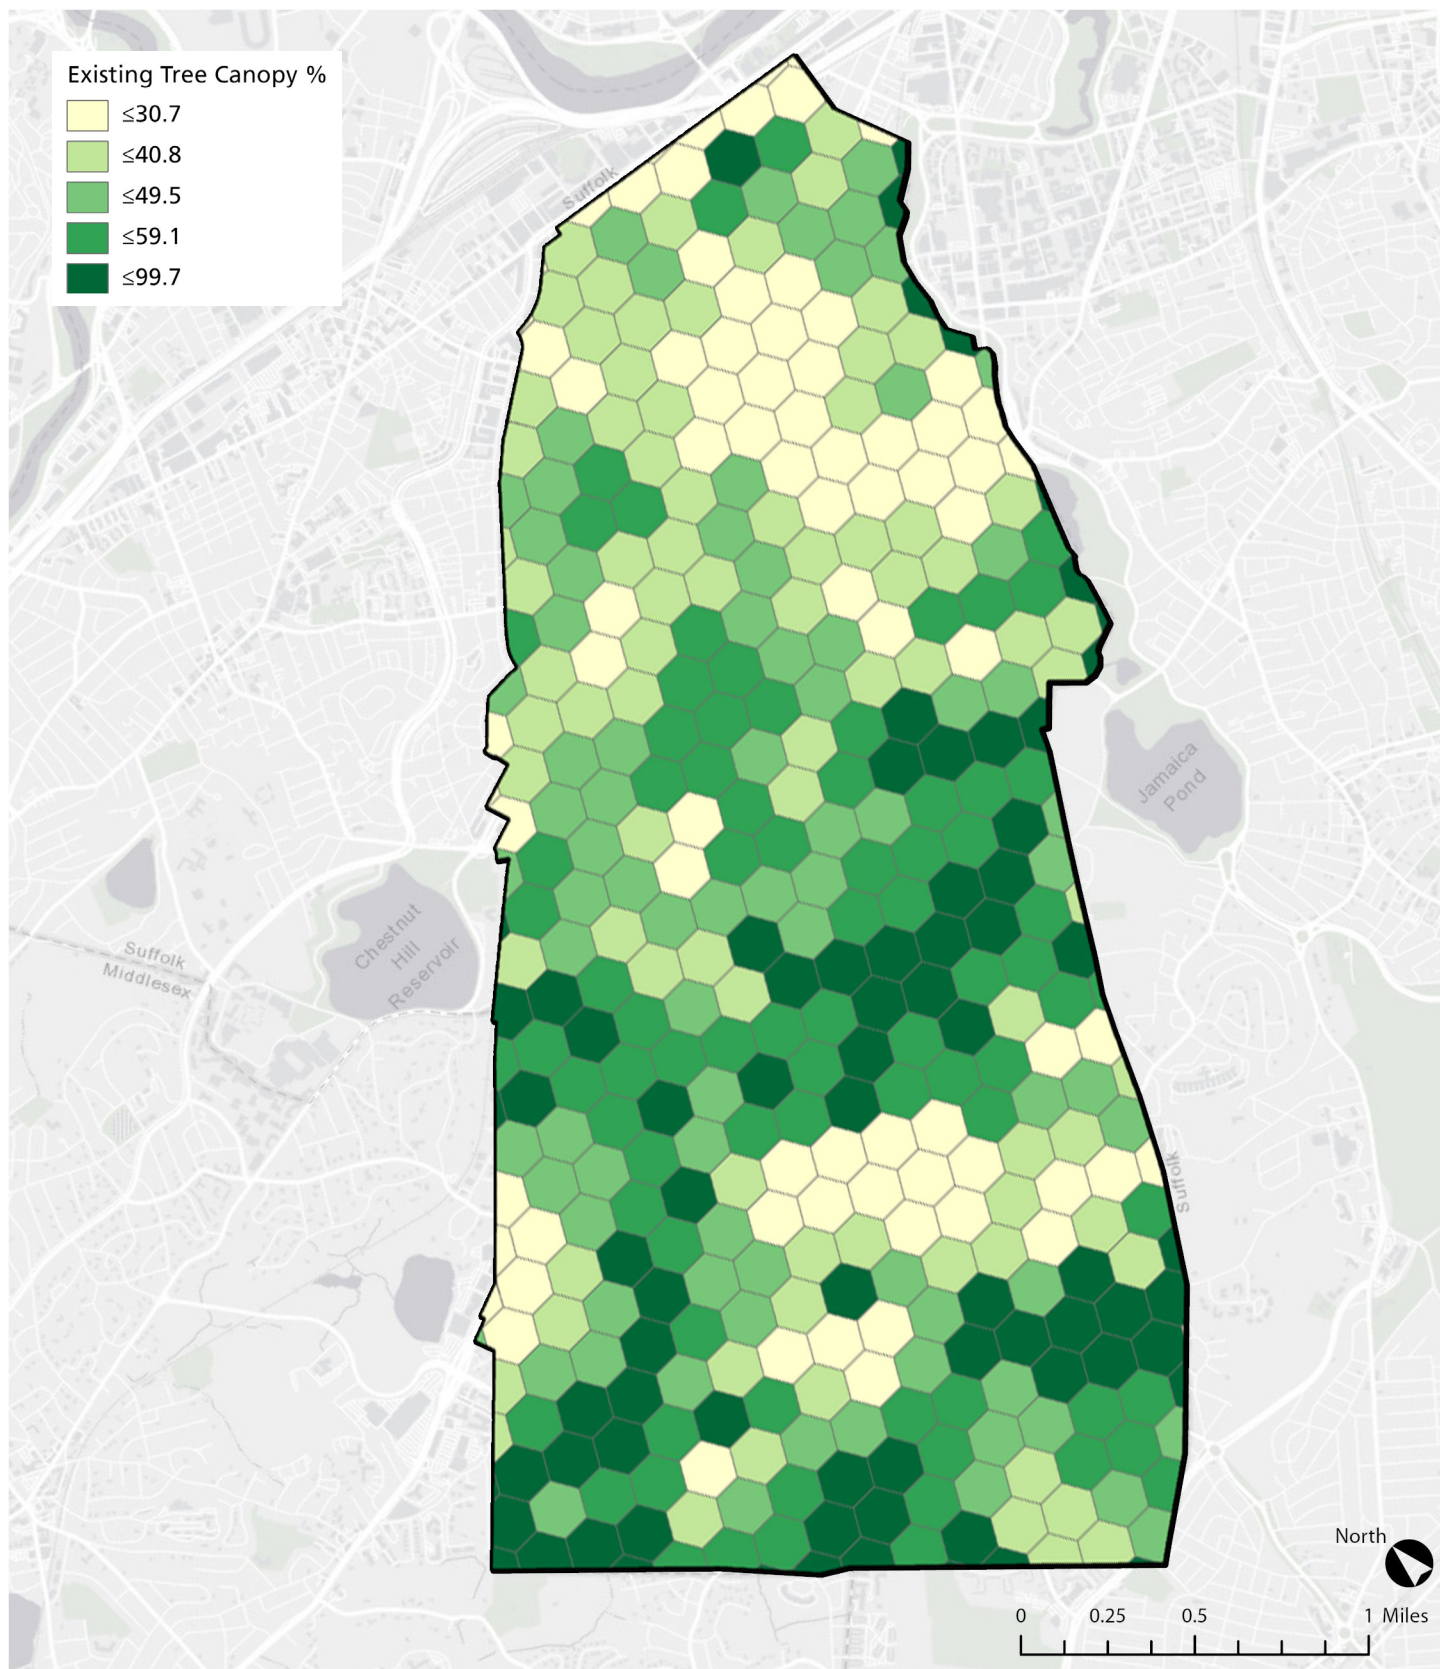 Existing Tree Canopy %
≤30.7
≤40.8
≤49.5
≤59.1
≤99.7
Suffolk
Jamaica
Pond
Chestnut
Hill
Reservoir
Suffolk
Middlesex
Suffolk
North
0 0.25 0.5 1 Miles